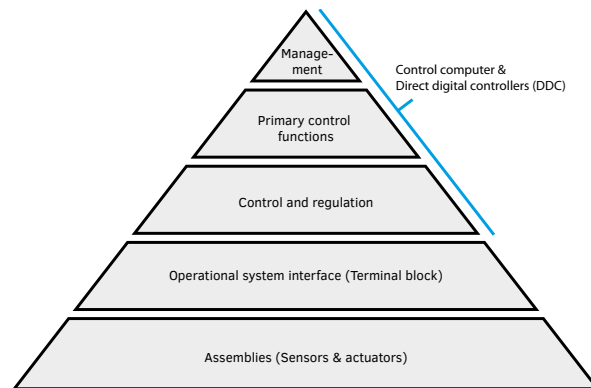 Manage-
ment
Control computer &
Direct digital controllers (DDC)
Primary control
functions
Control and regulation
Operational system interface (Terminal block)
Assemblies (Sensors & actuators)